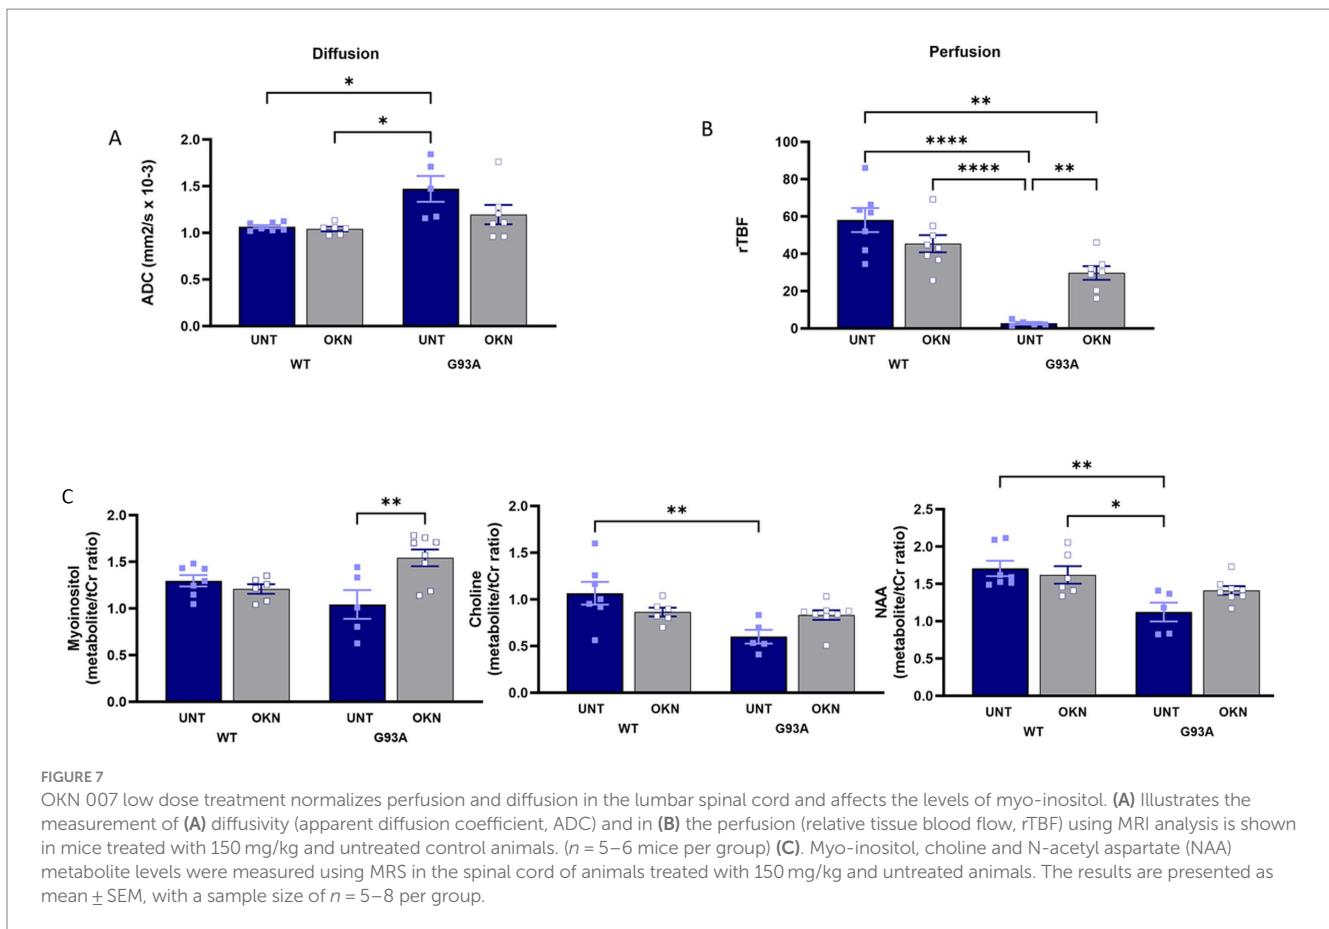 Diffusion
*
*
A
2.0
1.5
1.0
0.5
0.0
ADC (mm2/s x 10-3)
UNT OKN UNT OKN
WT G93A
Perfusion
**
B
****
**** **
100
80
60
40
20
0
rTBF
UNT OKN UNT OKN
WT G93A
C
**
2.0
1.5
1.0
0.5
0.0
Myoinositol
(metabolite/tCr ratio)
UNT OKN UNT OKN
WT G93A
**
2.0
1.5
1.0
0.5
0.0
Choline
(metabolite/tCr ratio)
UNT OKN UNT OKN
WT G93A
**
*
2.5
2.0
1.5
1.0
0.5
0.0
NAA
(metabolite/tCr ratio)
UNT OKN UNT OKN
WT G93A
FIGURE 7
OKN 007 low dose treatment normalizes perfusion and diffusion in the lumbar spinal cord and affects the levels of myo-inositol. (A) Illustrates the
measurement of (A) diffusivity (apparent diffusion coefficient, ADC) and in (B) the perfusion (relative tissue blood flow, rTBF) using MRI analysis is shown
in mice treated with 150 mg/kg and untreated control animals. (n = 5–6 mice per group) (C). Myo-inositol, choline and N-acetyl aspartate (NAA)
metabolite levels were measured using MRS in the spinal cord of animals treated with 150 mg/kg and untreated animals. The results are presented as
mean ± SEM, with a sample size of n = 5–8 per group.